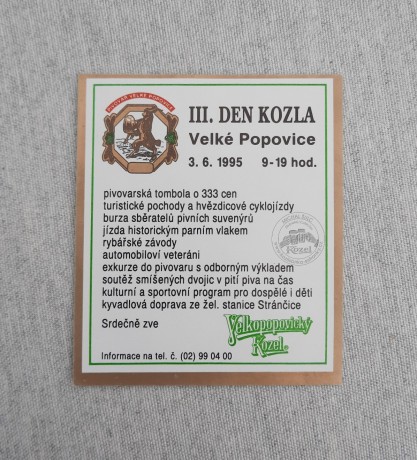 PIVOVAR VELKÉ POPOVICE
III. DEN KOZLA
Velké Popovice
3. 6. 1995 9-19 hod.
pivovarská tombola o 333 cen
turistické pochody a hvězdicové cyklojízdy
burza sběratelů pivních suvenýrů
jízda historickým parním vlakem
rybářské závody
automobiloví veteráni
exkurze do pivovaru s odborným výkladem
soutěž smíšených dvojic v pití piva na čas
kulturní a sportovní program pro dospělé i děti
kyvadlová doprava ze žel. stanice Stránčice
Srdečně zve
Velkopopovický
Kozel
Informace na tel. č. (02) 99 04 00